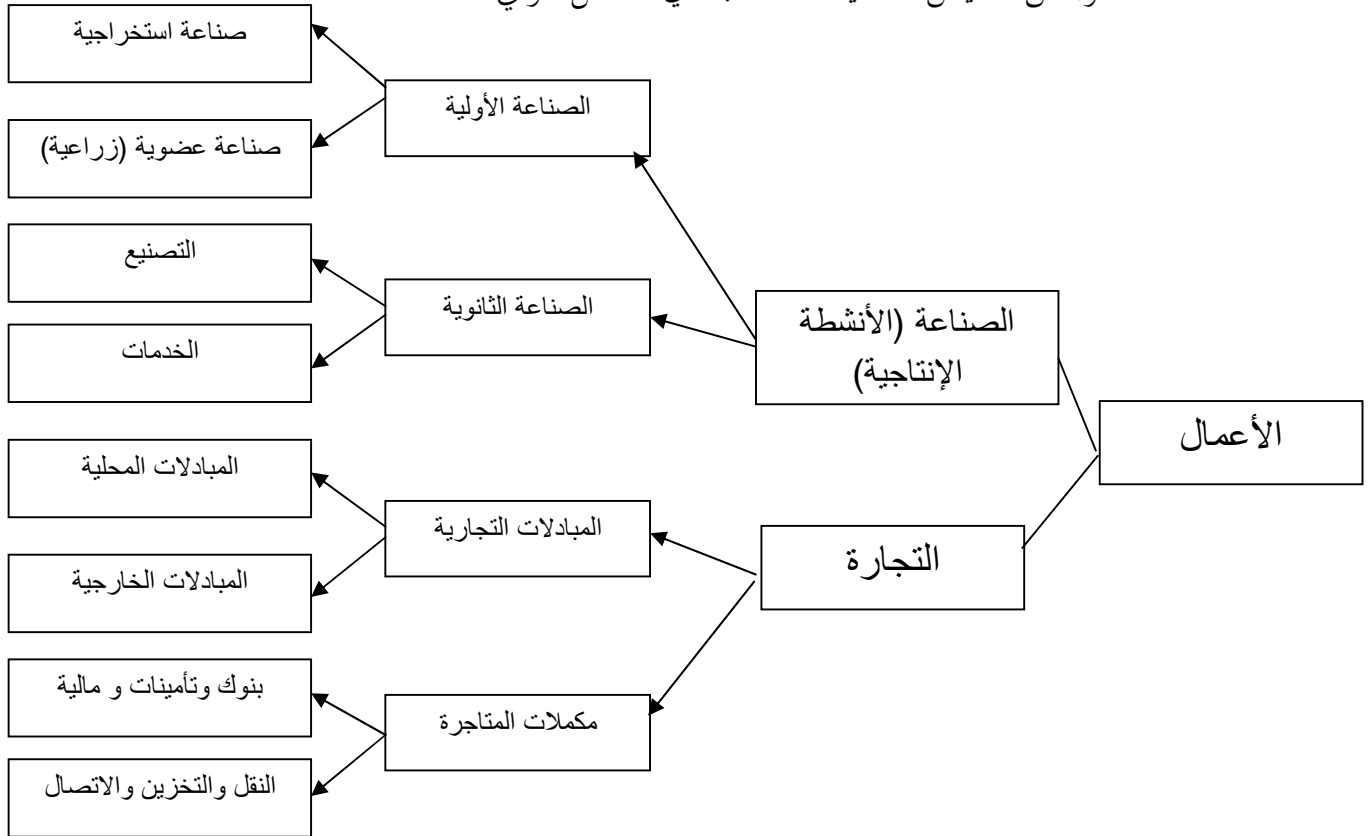 الأعمال
الصناعة (الأنشطة
الإنتاجية)
التجارة
الصناعة الأولية
الصناعة الثانوية
المبادلات التجارية
مكملات المتاجرة
صناعة استخراجية
صناعة عضوية (زراعية)
التصنيع
الخدمات
المبادلات المحلية
المبادلات الخارجية
بنوك وتأمينات و مالية
النقل والتخزين والاتصال